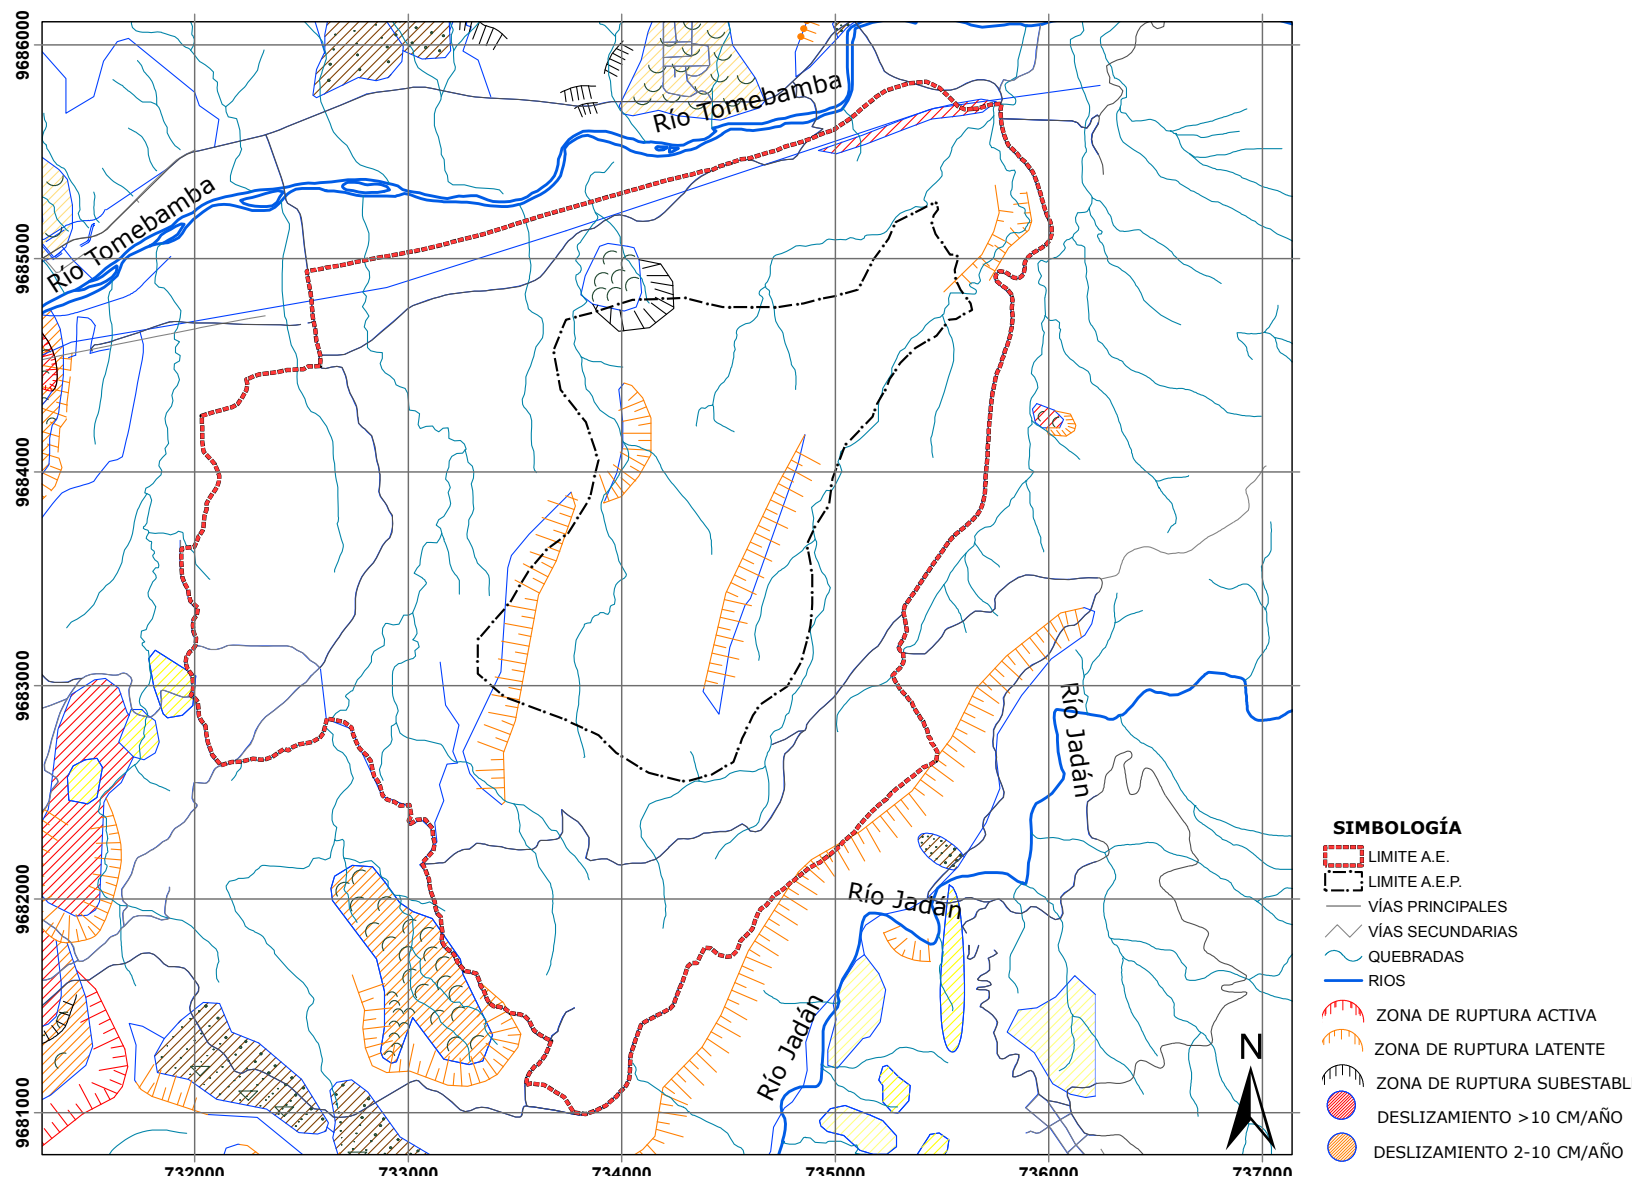 9686000
9685000
9684000
9683000
9682000
9681000
Río Tomebamba
Río Tomebamba
Río Jadán
Río Jadán
Río Jadán
N
732000
733000
734000
735000
736000
737000
SIMBOLOGÍA
LIMITE A.E.
LIMITE A.E.P.
VÍAS PRINCIPALES
VÍAS SECUNDARIAS
QUEBRADAS
RIOS
ZONA DE RUPTURA ACTIVA
ZONA DE RUPTURA LATENTE
ZONA DE RUPTURA SUBESTABL
DESLIZAMIENTO >10 CM/AÑO
DESLIZAMIENTO 2-10 CM/AÑO